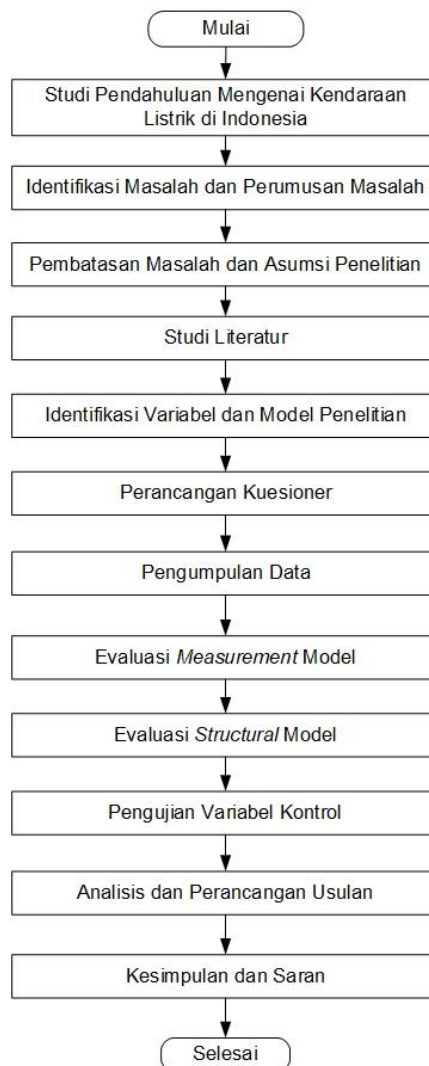 Mulai
Studi Pendahuluan Mengenai Kendaraan
Listrik di Indonesia
Identifikasi Masalah dan Perumusan Masalah
Pembatasan Masalah dan Asumsi Penelitian
Studi Literatur
Identifikasi Variabel dan Model Penelitian
Perancangan Kuesioner
Pengumpulan Data
Evaluasi Measurement Model
Evaluasi Structural Model
Pengujian Variabel Kontrol
Analisis dan Perancangan Usulan
Kesimpulan dan Saran
Selesai